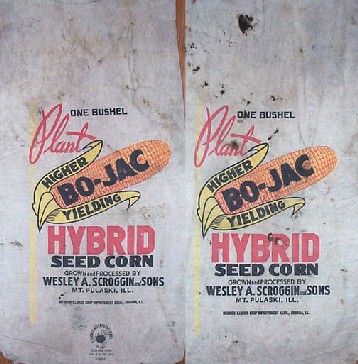 ONE BUSHEL
Plant
HIGHER
BO-JAC
YIELDING
HYBRID
SEED CORN
GROWN and PROCESSED BY
WESLEY A. SCROGGIN and SONS
MT. PULASKI, ILL.
ONE BUSHEL
Plant
HIGHER
BO-JAC
YIELDING
HYBRID
SEED CORN
GROWN and PROCESSED BY
WESLEY A. SCROGGIN and SONS
MT. PULASKI, ILL.